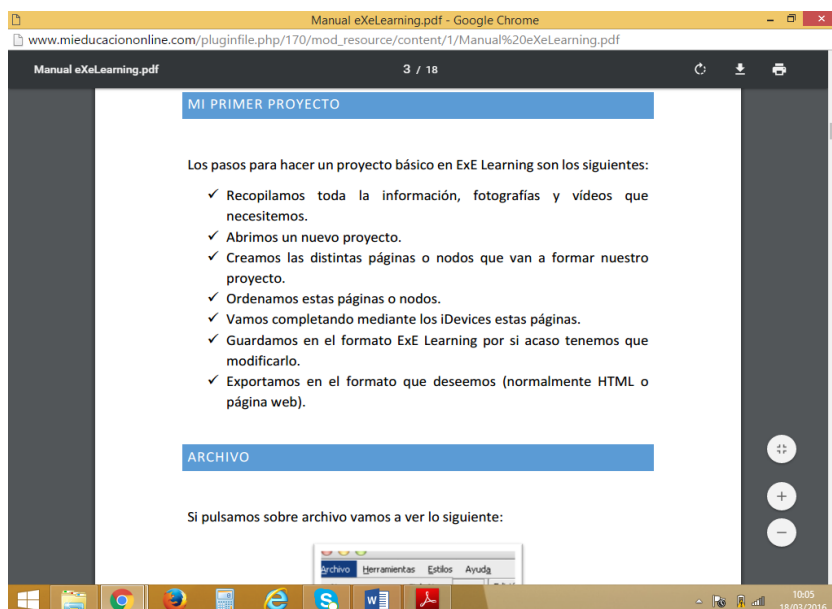 Manual eXeLearning.pdf - Google Chrome
www.mieducaciononline.com/pluginfile.php/170/mod_resource/content/1/Manual%20eXeLearning.pdf
Manual eXeLearning.pdf 3 / 18
MI PRIMER PROYECTO
Los pasos para hacer un proyecto básico en ExE Learning son los siguientes:
✓ Recopilamos toda la información, fotografías y vídeos que
necesitemos.
✓ Abrimos un nuevo proyecto.
✓ Creamos las distintas páginas o nodos que van a formar nuestro
proyecto.
✓ Ordenamos estas páginas o nodos.
✓ Vamos completando mediante los iDevices estas páginas.
✓ Guardamos en el formato ExE Learning por si acaso tenemos que
modificarlo.
✓ Exportamos en el formato que deseemos (normalmente HTML o
página web).
ARCHIVO
Si pulsamos sobre archivo vamos a ver lo siguiente:
Archivo Herramientas Estilos Ayuda
10:05
18/03/2016